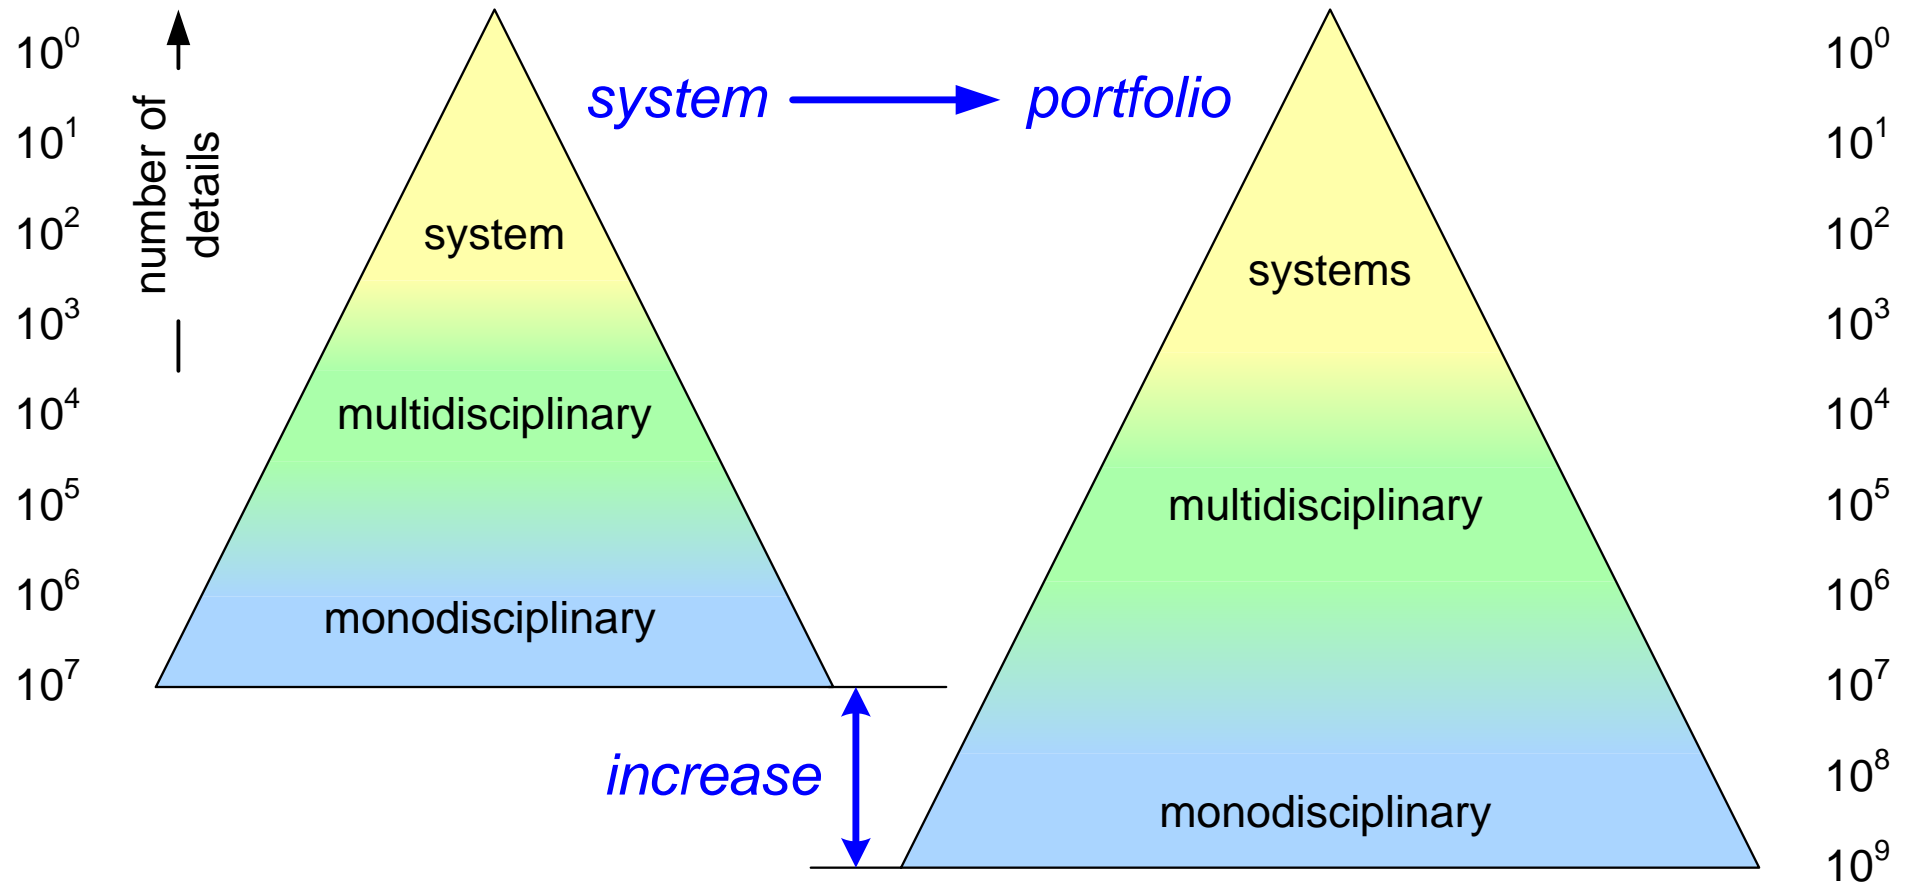 10⁰
10¹
10²
10³
10⁴
10⁵
10⁶
10⁷
number of
details
system
multidisciplinary
monodisciplinary
system
portfolio
increase
systems
multidisciplinary
monodisciplinary
10⁰
10¹
10²
10³
10⁴
10⁵
10⁶
10⁷
10⁸
10⁹